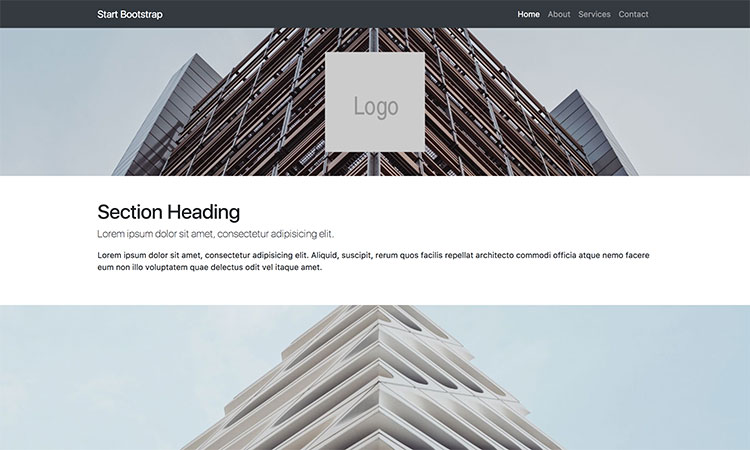 Start Bootstrap Home About Services Contact
Logo
Section Heading
Lorem ipsum dolor sit amet, consectetur adipisicing elit.
Lorem ipsum dolor sit amet, consectetur adipisicing elit. Aliquid, suscipit, rerum quos facilis repellat architecto commodi officia atque nemo facere
eum non illo voluptatem quae delectus odit vel itaque amet.